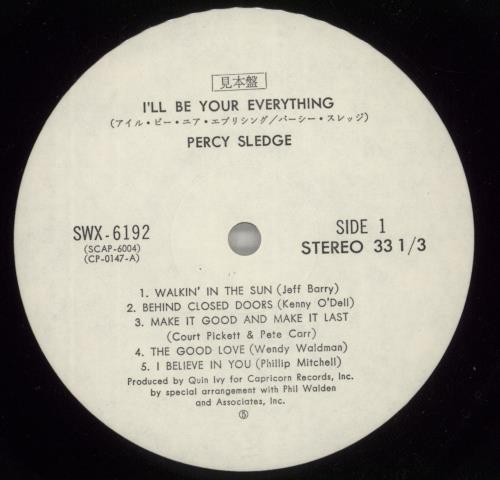 見本盤
I'LL BE YOUR EVERYTHING
(アイル・ビー・ユア・エブリシング/パーシー・スレッジ)
PERCY SLEDGE
SWX-6192
(SCAP-6004)
(CP-0147-A)
SIDE 1
STEREO 33 1/3
1. WALKIN' IN THE SUN (Jeff Barry)
2. BEHIND CLOSED DOORS (Kenny O'Dell)
3. MAKE IT GOOD AND MAKE IT LAST
(Court Pickett & Pete Carr)
4. THE GOOD LOVE (Wendy Waldman)
5. I BELIEVE IN YOU (Phillip Mitchell)
Produced by Quin Ivy for Capricorn Records, Inc.
by special arrangement with Phil Walden
and Associates, Inc.